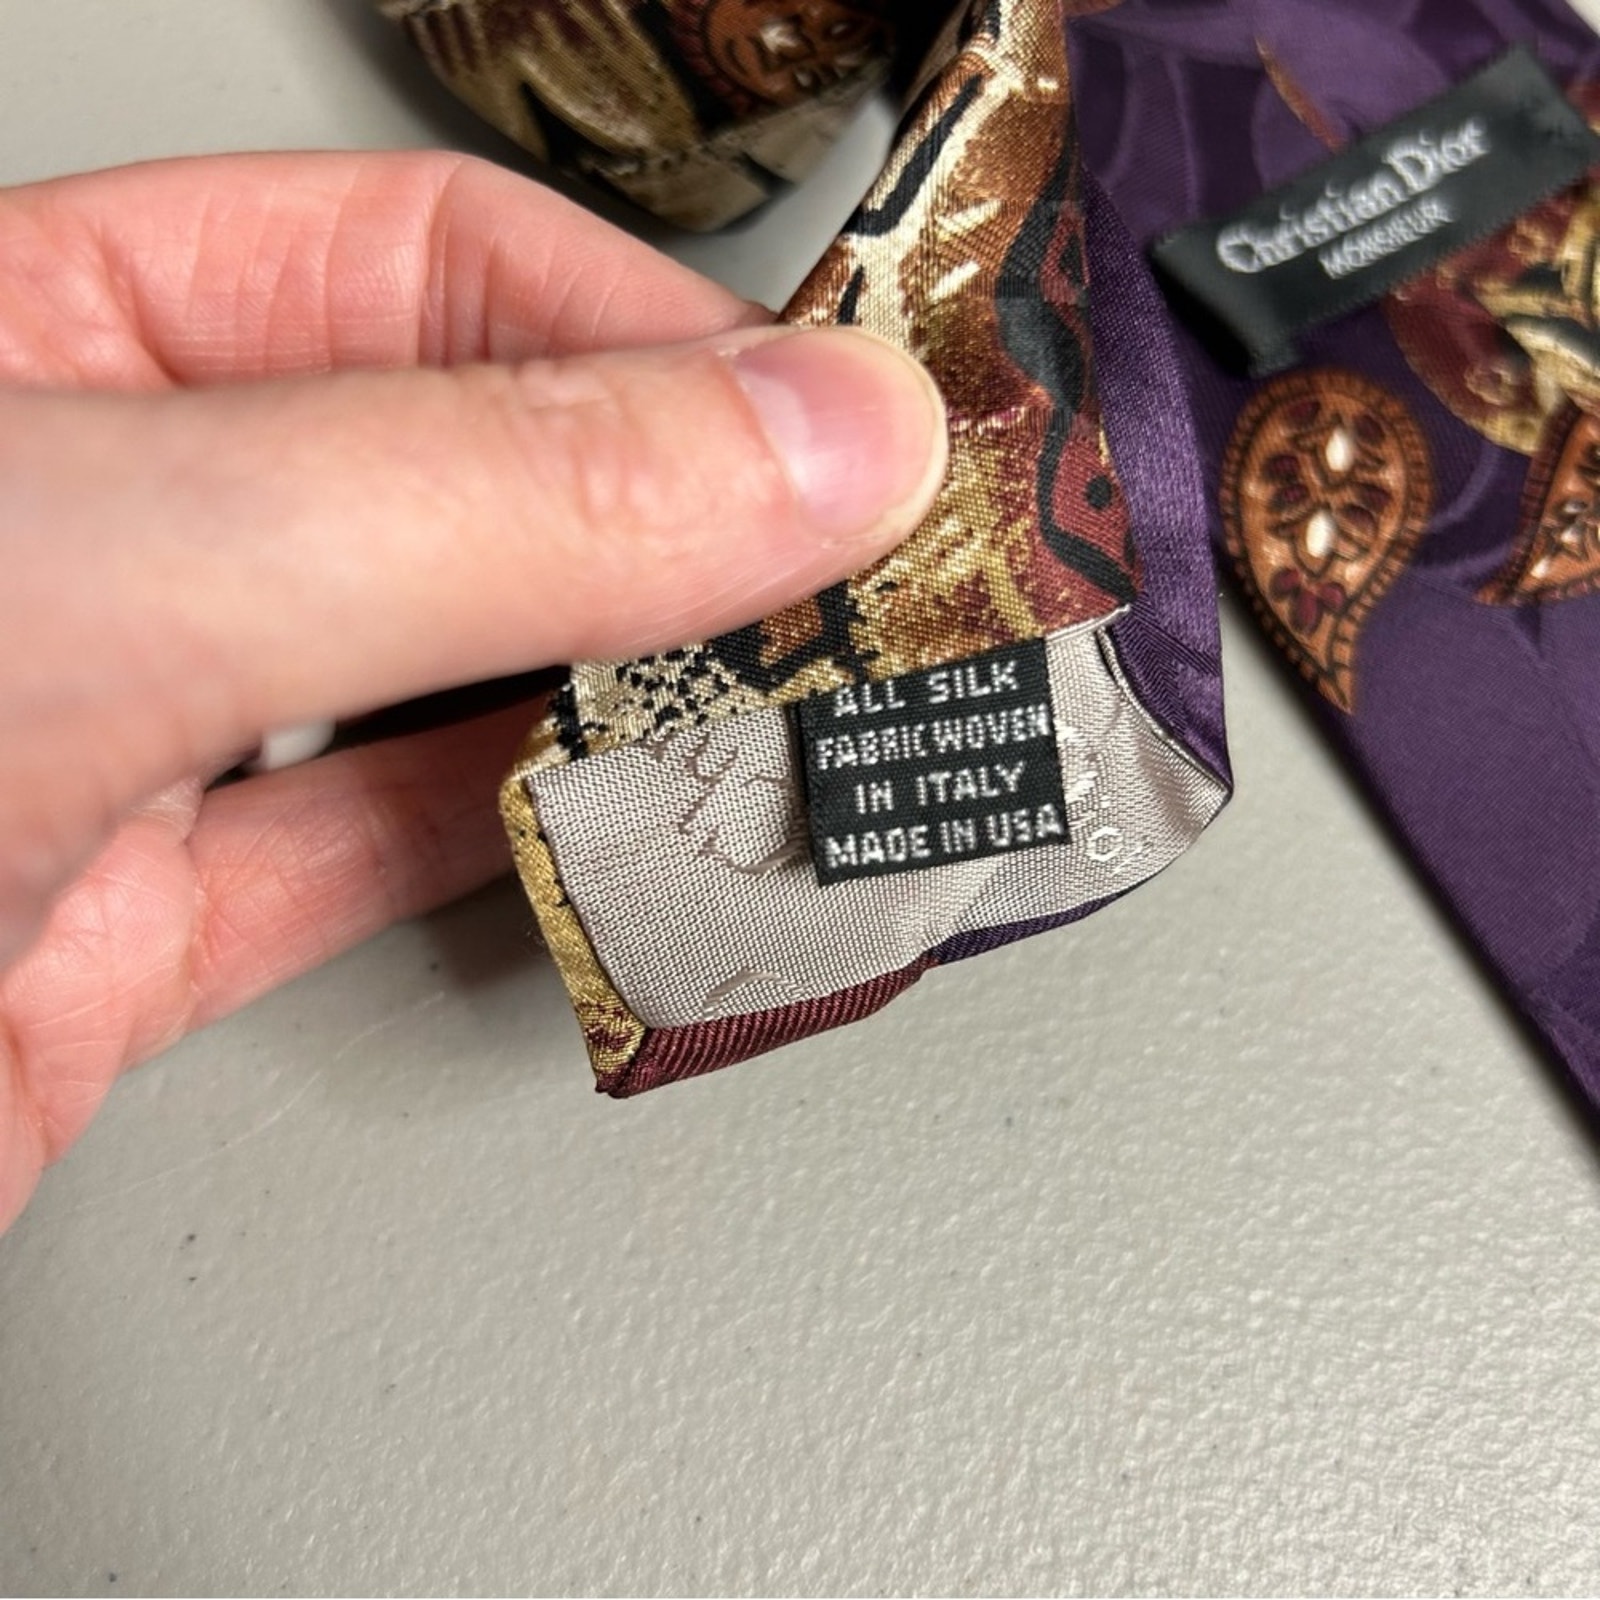 Christian Dior
MONSIEUR
ALL SILK
FABRIC WOVEN
IN ITALY
MADE IN USA